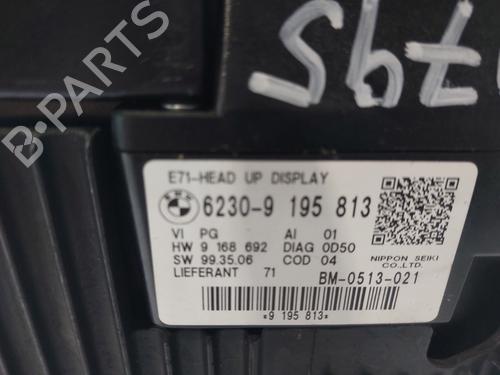 795
E71-HEAD UP DISPLAY
6230-9 195 813
VI PG AI 01
HW 9 168 692 DIAG 0D50
SW 99.35.06 COD 04
LIEFERANT 71
NIPPON SEIKI
CO.,LTD.
BM-0513-021
*9 195 813*
B-PARTS